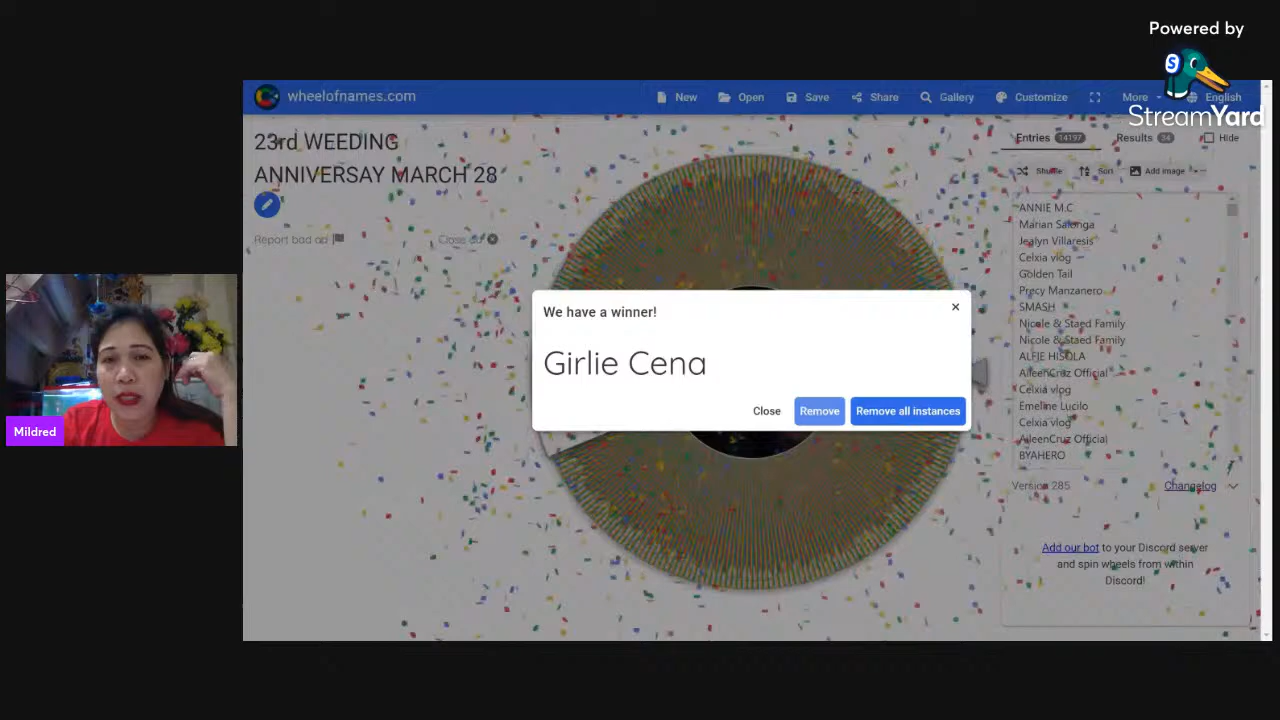 Powered by
StreamYard
wheelofnames.com
New
Open
Save
Share
Gallery
Customize
More
English
23rd WEEDING
ANNIVERSAY MARCH 28
Report bad ad
Close ad
Entries 14197
Results 34
Hide
Shuffle
Sort
Add image
ANNIE M.C
Marian Salonga
Jealyn Villaresis
Celxia vlog
Golden Tail
Precy Manzanero
SMASH
Nicole & Staed Family
Nicole & Staed Family
ALFIE HISOLA
AileenCruz Official
Celxia vlog
Emeline Lucilo
Celxia vlog
AileenCruz Official
BYAHERO
We have a winner!
Girlie Cena
Close
Remove
Remove all instances
Version 285
Changelog
Add our bot to your Discord server
and spin wheels from within
Discord!
Mildred